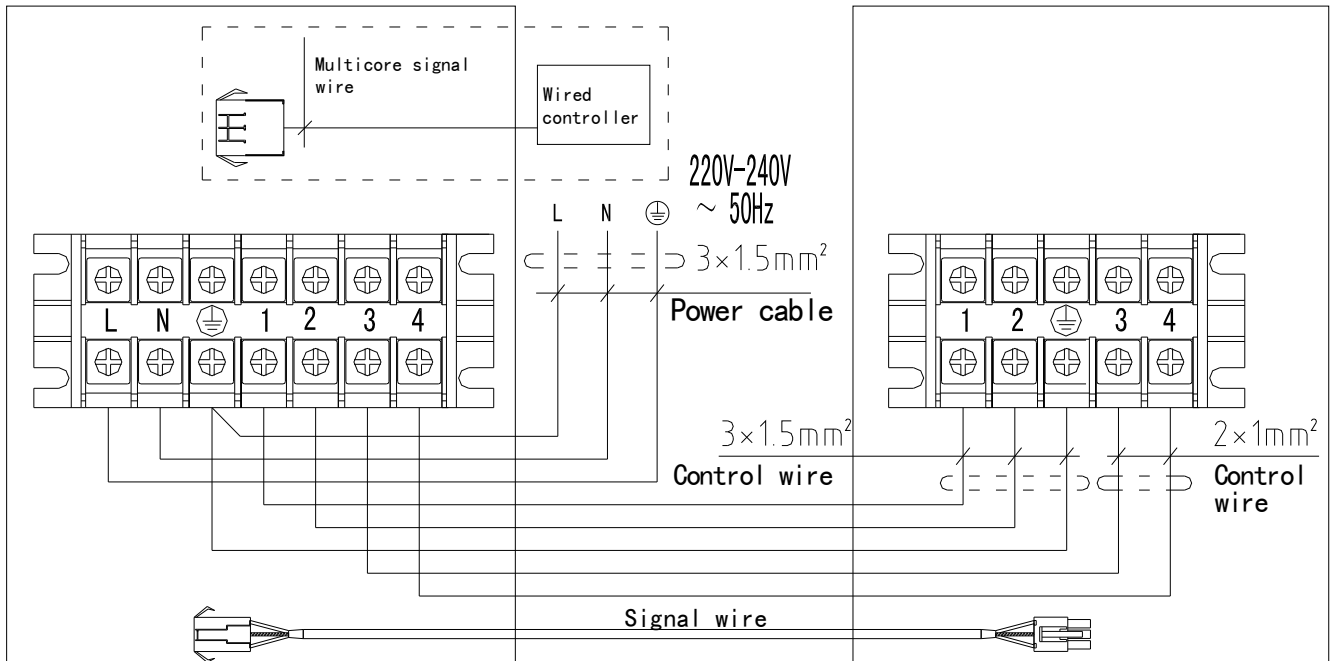 Multicore signal
wire
Wired
controller
220V-240V
~ 50Hz
L N
3×1.5mm²
Power cable
L N 1 2 3 4
1 2 3 4
3×1.5mm²
Control wire
2×1mm²
Control
wire
Signal wire